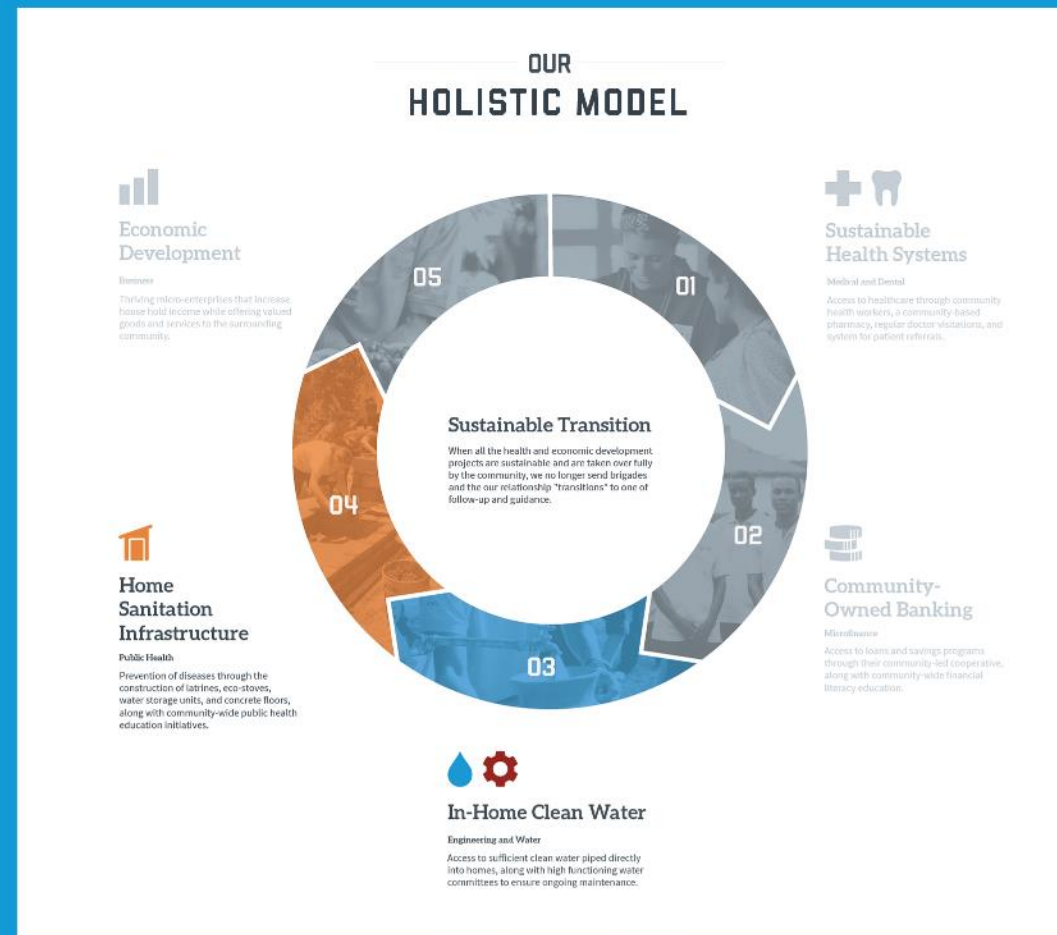 OUR
HOLISTIC MODEL
Economic
Development
Business
Thriving micro-enterprises that increase
house hold income while offering valued
goods and services to the surrounding
community.
Sustainable
Health Systems
Medical and Dental
Access to healthcare through community
health workers, a community-based
pharmacy, regular doctor visitations, and
system for patient referrals.
05
01
Sustainable Transition
When all the health and economic development
projects are sustainable and are taken over fully
by the community, we no longer send brigades
and the our relationship "transitions" to one of
follow-up and guidance.
04
02
03
Home
Sanitation
Infrastructure
Public Health
Prevention of diseases through the
construction of latrines, eco-stoves,
water storage units, and concrete floors,
along with community-wide public health
education initiatives.
Community-
Owned Banking
Microfinance
Access to loans and savings programs
through their community-led cooperative,
along with community-wide financial
literacy education.
In-Home Clean Water
Engineering and Water
Access to sufficient clean water piped directly
into homes, along with high functioning water
committees to ensure ongoing maintenance.